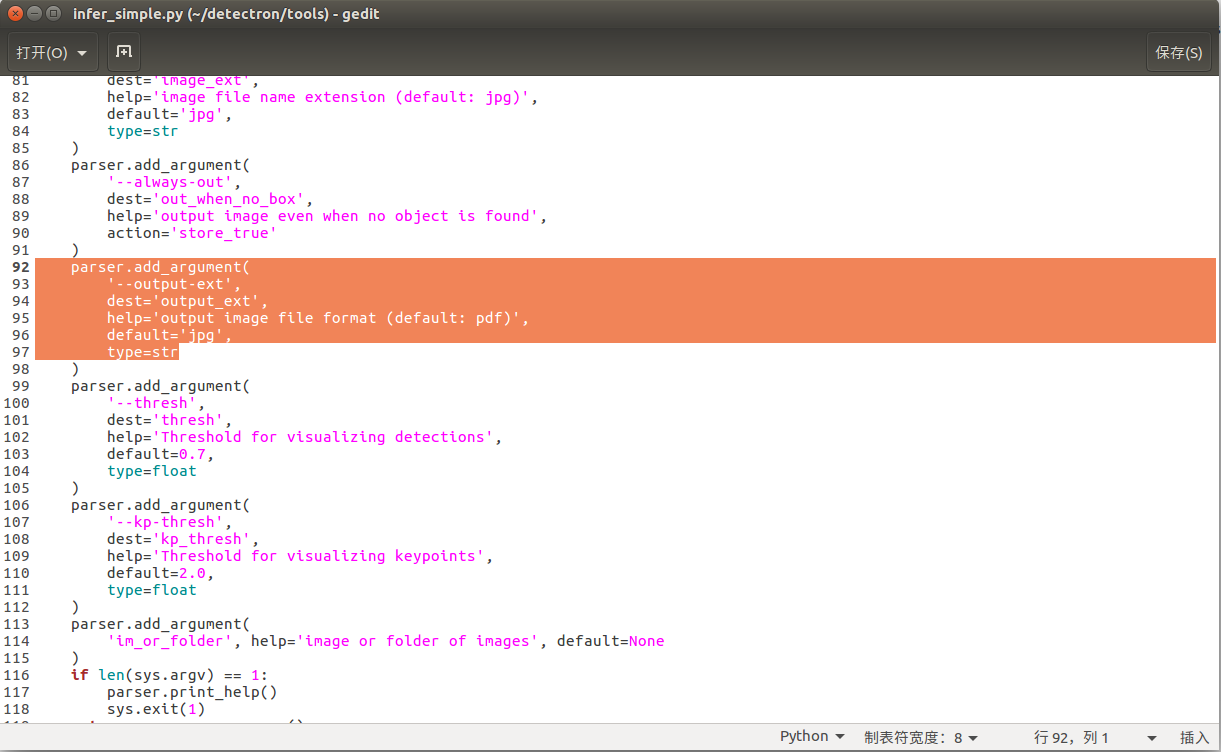 infer_simple.py (~/detectron/tools) - gedit
打开(O)
保存(S)
81 dest='image_ext',
82 help='image file name extension (default: jpg)',
83 default='jpg',
84 type=str
85 )
86 parser.add_argument(
87 '--always-out',
88 dest='out_when_no_box',
89 help='output image even when no object is found',
90 action='store_true'
91 )
92 parser.add_argument(
93 '--output-ext',
94 dest='output_ext',
95 help='output image file format (default: pdf)',
96 default='jpg',
97 type=str
98 )
99 parser.add_argument(
100 '--thresh',
101 dest='thresh',
102 help='Threshold for visualizing detections',
103 default=0.7,
104 type=float
105 )
106 parser.add_argument(
107 '--kp-thresh',
108 dest='kp_thresh',
109 help='Threshold for visualizing keypoints',
110 default=2.0,
111 type=float
112 )
113 parser.add_argument(
114 'im_or_folder', help='image or folder of images', default=None
115 )
116 if len(sys.argv) == 1:
117 parser.print_help()
118 sys.exit(1)
Python 制表符宽度：8 行 92，列 1 插入